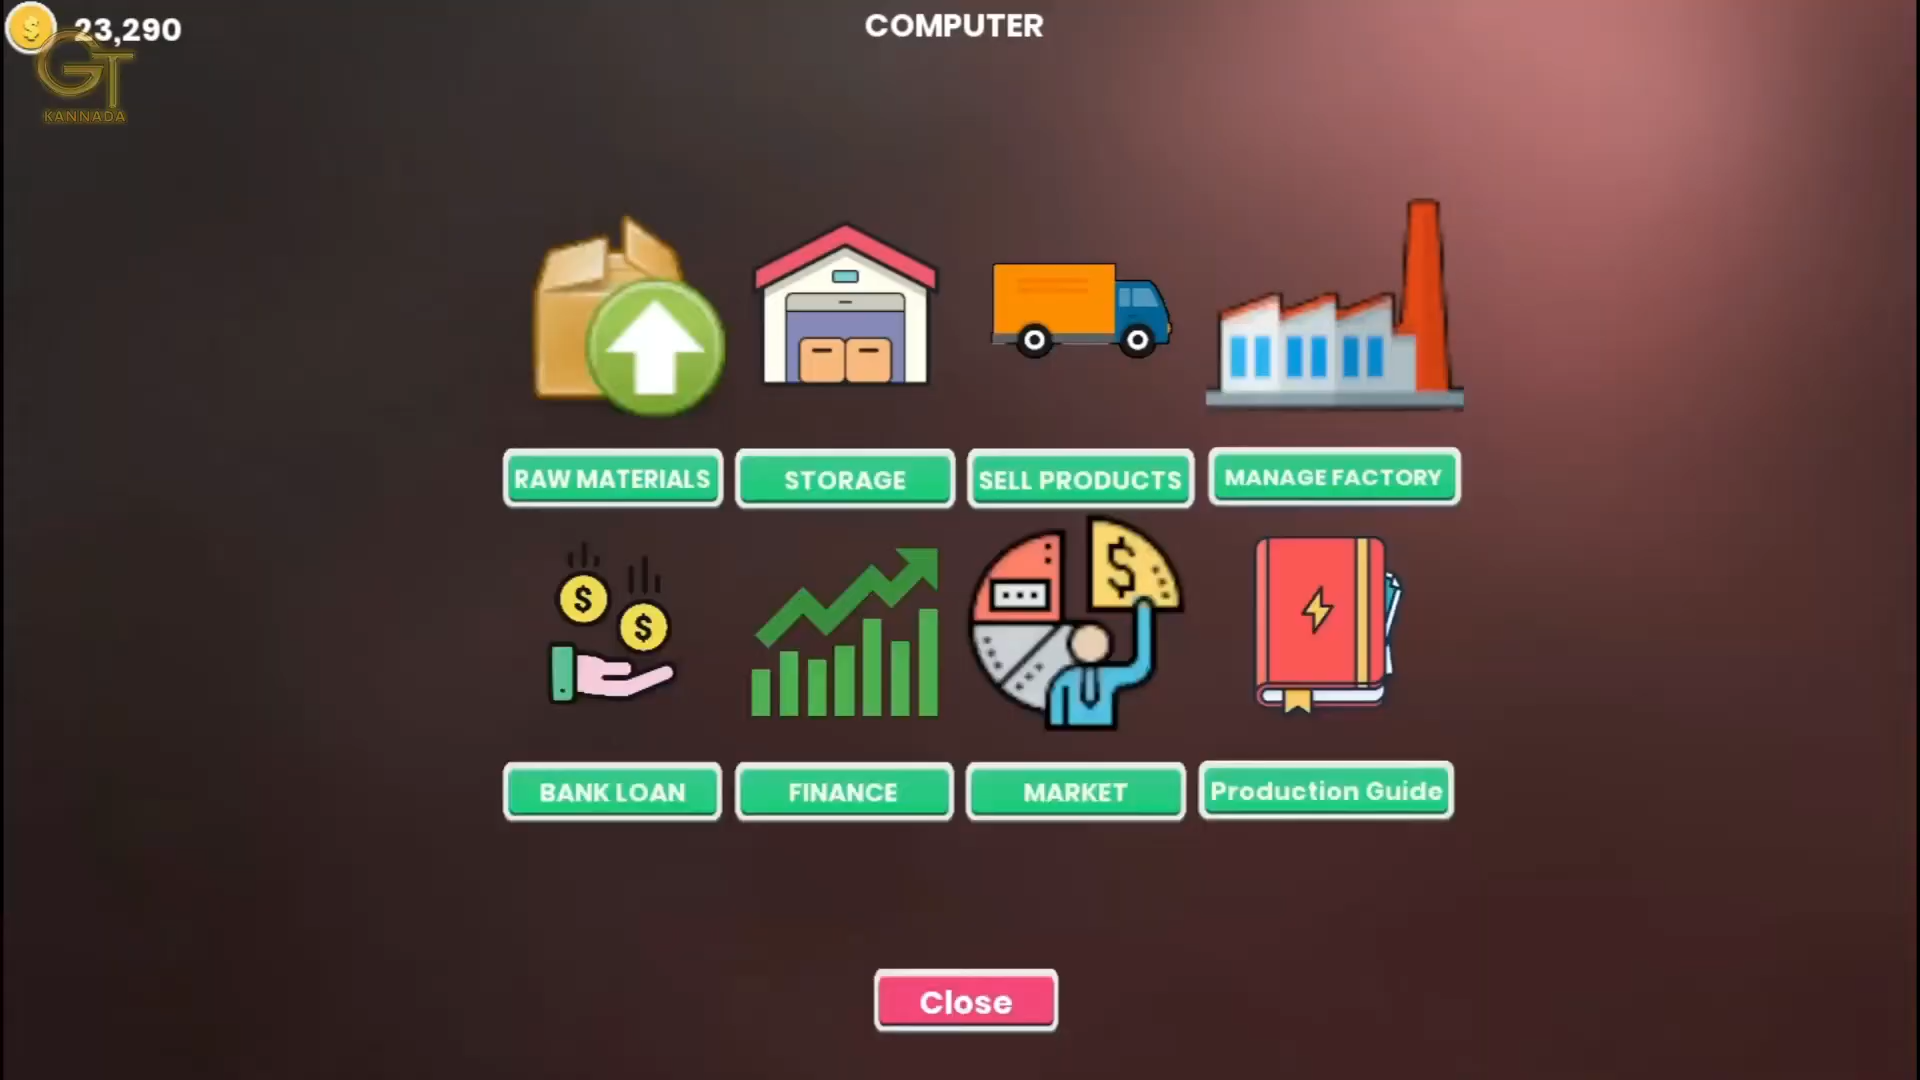 23,290
COMPUTER
GT
KANNADA
RAW MATERIALS
STORAGE
SELL PRODUCTS
MANAGE FACTORY
BANK LOAN
FINANCE
MARKET
Production Guide
Close